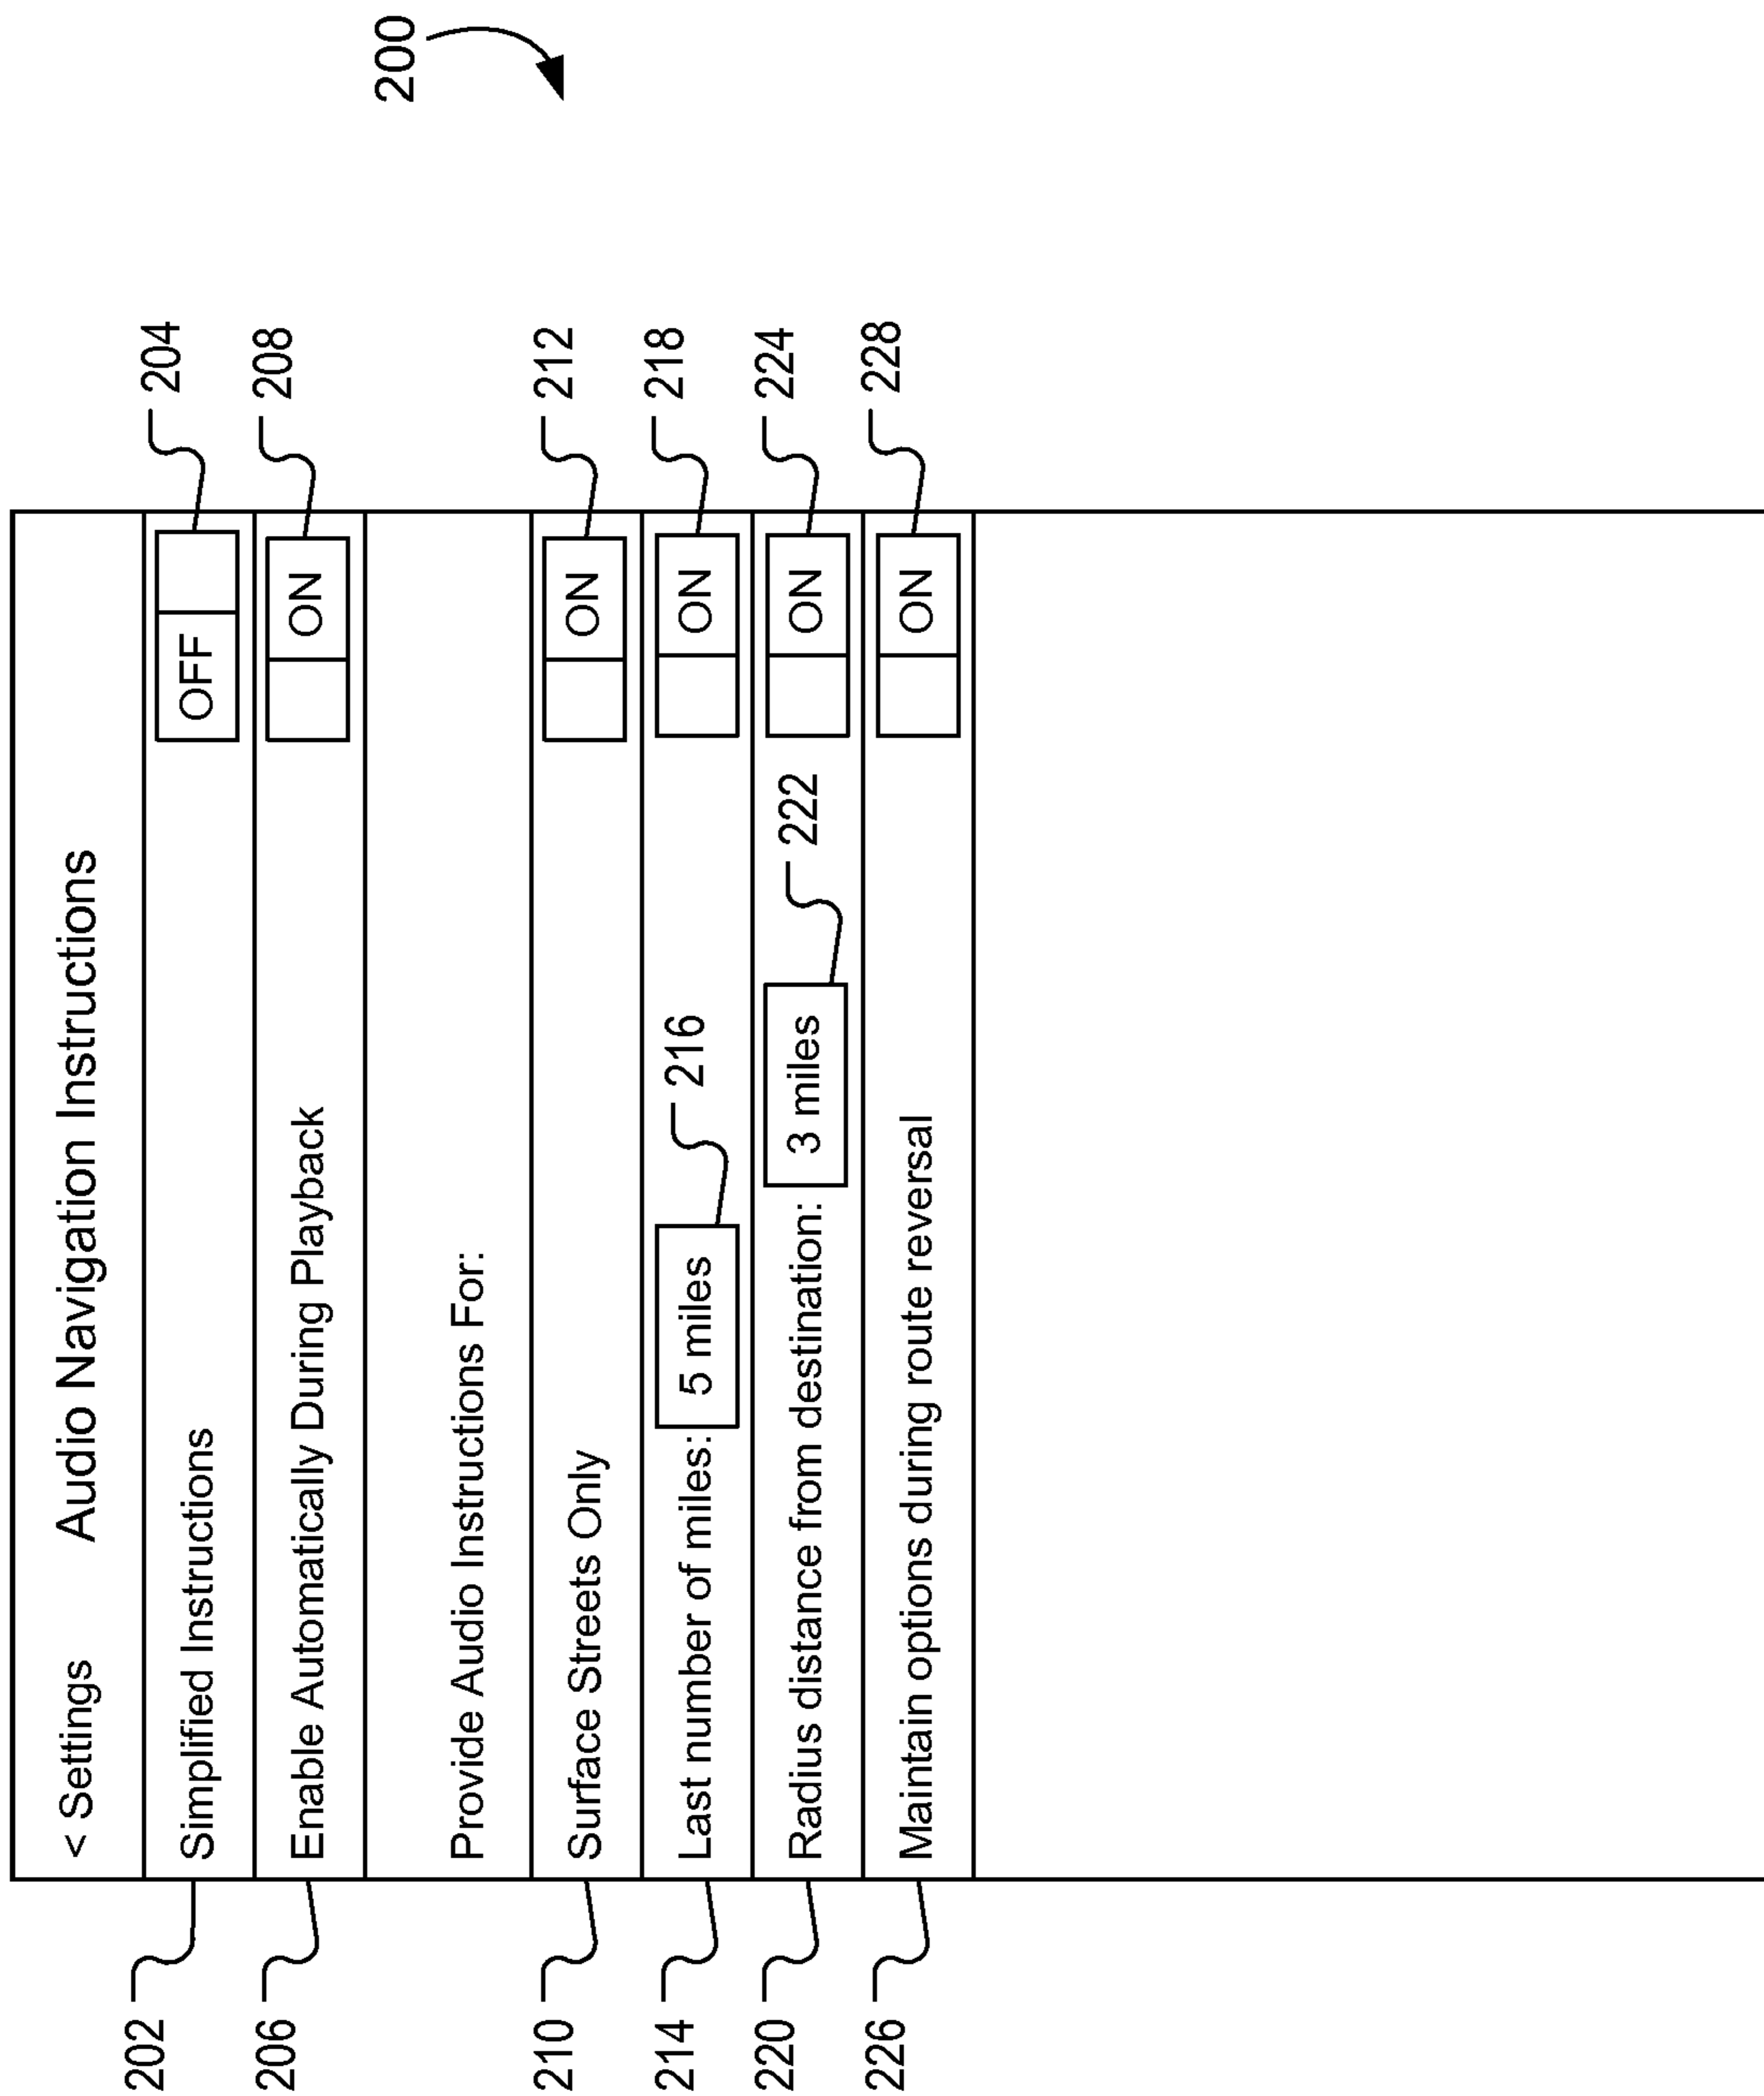 200
< Settings Audio Navigation Instructions
202 Simplified Instructions OFF 204
206 Enable Automatically During Playback ON 208
Provide Audio Instructions For:
210 Surface Streets Only ON 212
214 Last number of miles: 5 miles 216 ON 218
220 Radius distance from destination: 3 miles 222 ON 224
226 Maintain options during route reversal ON 228